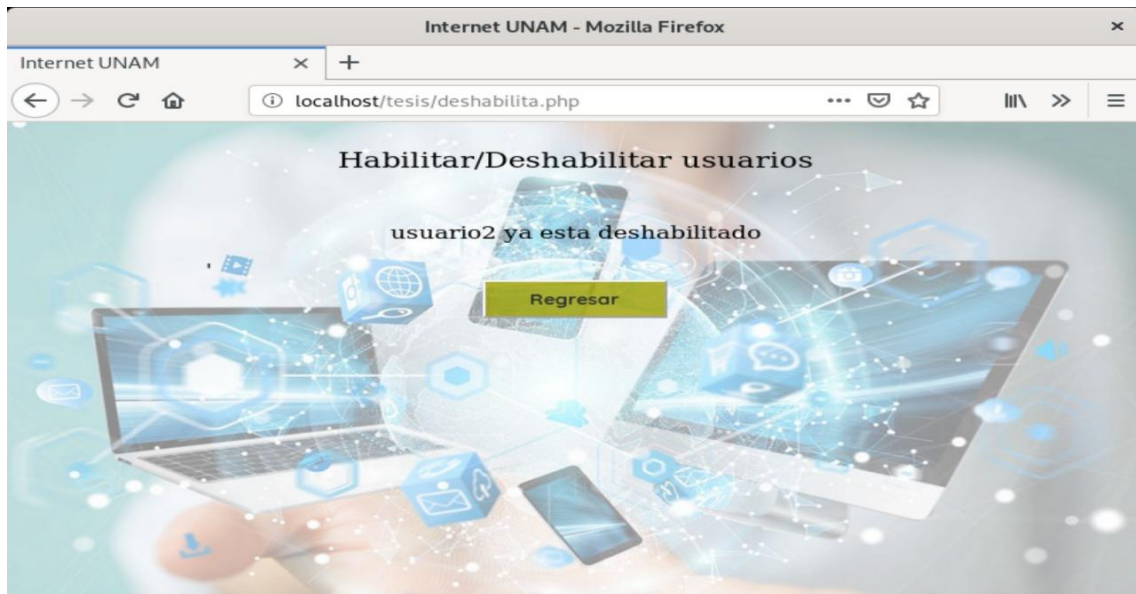 Internet UNAM - Mozilla Firefox
Internet UNAM
localhost/tesis/deshabilita.php
Habilitar/Deshabilitar usuarios
usuario2 ya esta deshabilitado
Regresar